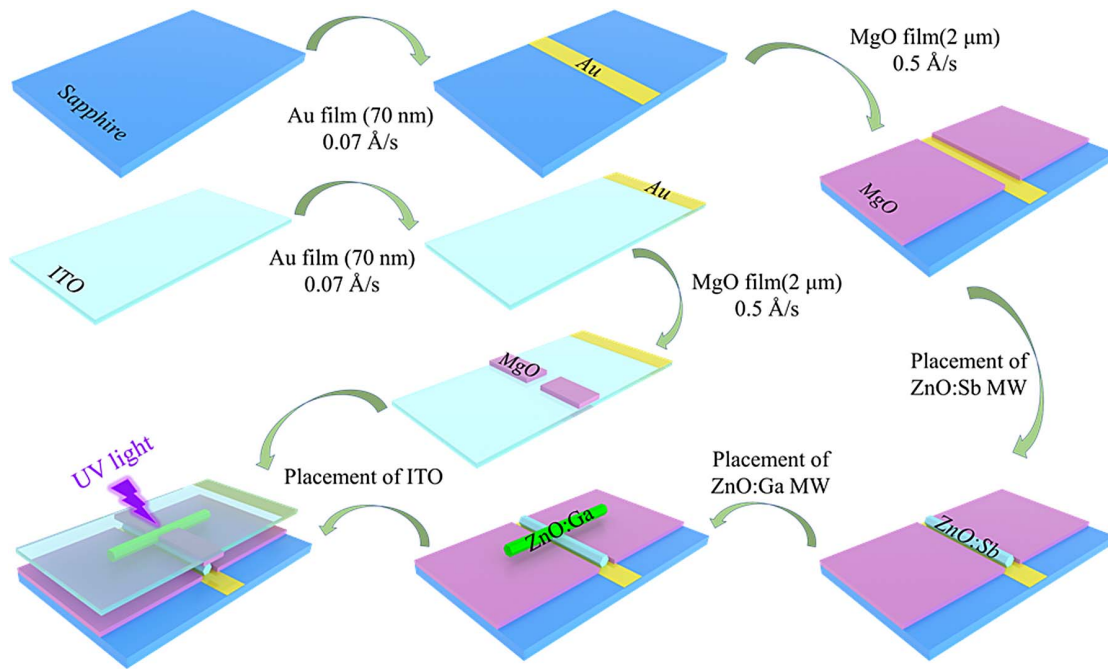 Sapphire
Au film (70 nm)
0.07 Å/s
Au
MgO film(2 μm)
0.5 Å/s
MgO
ITO
Au film (70 nm)
0.07 Å/s
Au
MgO film(2 μm)
0.5 Å/s
MgO
Placement of
ZnO:Sb MW
UV light
Placement of ITO
ZnO:Ga
Placement of
ZnO:Ga MW
ZnO:Sb